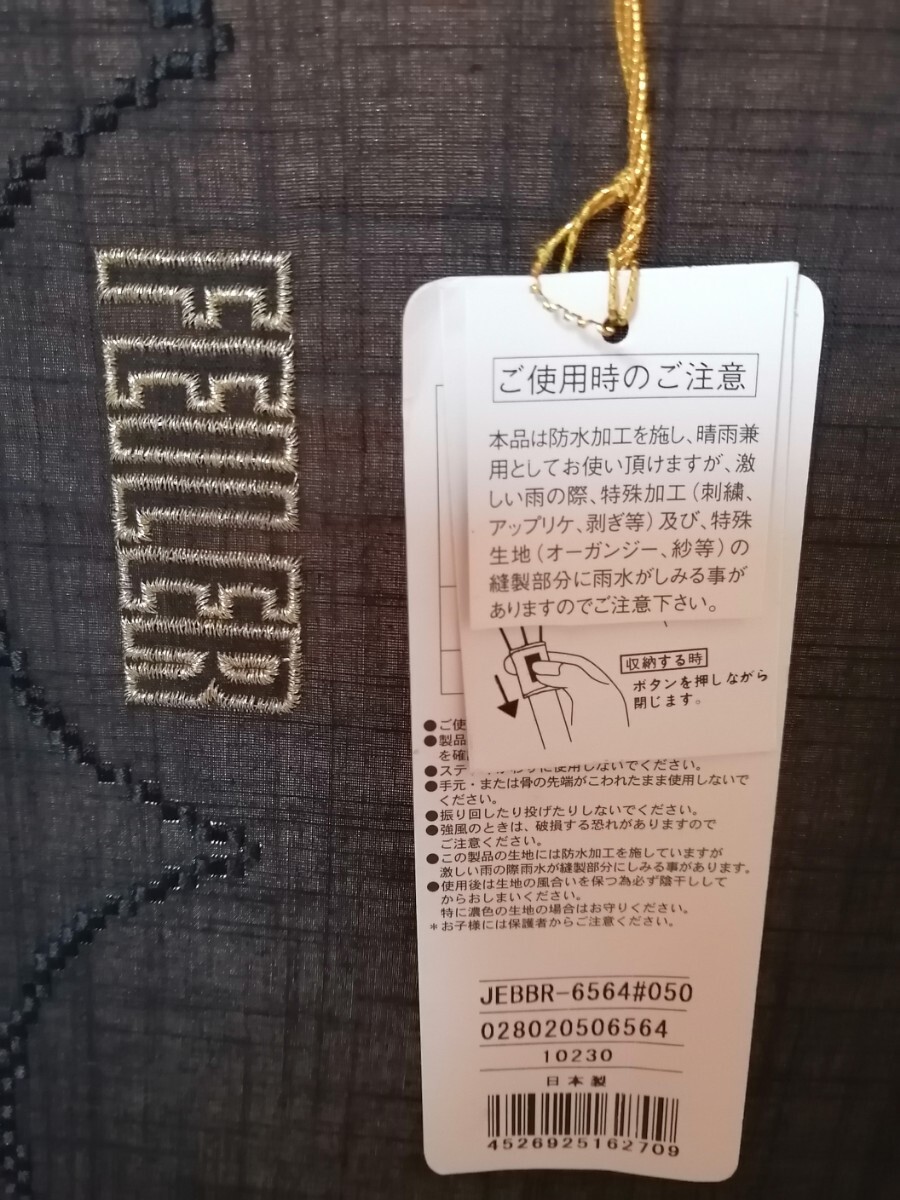 FEILER
ご使用時のご注意
本品は防水加工を施し、晴雨兼
用としてお使い頂けますが、激
しい雨の際、特殊加工（刺繍、
アップリケ、剥ぎ等）及び、特殊
生地（オーガンジー、紗等）の
縫製部分に雨水がしみる事が
ありますのでご注意下さい。
収納する時
ボタンを押しながら
閉じます。
●ご使
●製品
を確
●ステッキがわりに使用しないでください。
●手元・または骨の先端がこわれたまま使用しないで
ください。
●振り回したり投げたりしないでください。
●強風のときは、破損する恐れがありますので
ご注意ください。
●この製品の生地には防水加工を施していますが
激しい雨の際雨水が縫製部分にしみる事があります。
●使用後は生地の風合いを保つ為必ず陰干しして
からおしまいください。
特に濃色の生地の場合はお守りください。
＊お子様には保護者からご注意ください。
JEBBR-6564#050
028020506564
10230
日本製
4526925162709